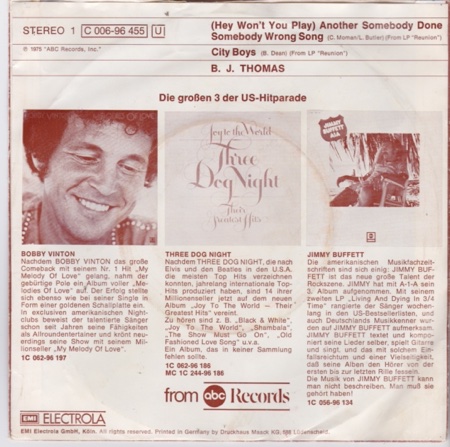 STEREO 1 C 006-96 455 U
(Hey Won't You Play) Another Somebody Done
Somebody Wrong Song (C. Moman/L. Butler) (From LP "Reunion")
℗ 1975 "ABC Records, Inc."
City Boys (B. Dean) (From LP "Reunion")
B. J. THOMAS
Die großen 3 der US-Hitparade
Joy to the World
Three
Dog Night
Their
Greatest Hits
JIMMY BUFFETT
A1A
BOBBY VINTON
Nachdem BOBBY VINTON das große
Comeback mit seinem Nr. 1 Hit „My
Melody Of Love" gelang, nahm der
gebürtige Pole ein Album voller „Me-
lodies Of Love" auf. Der Erfolg stellte
sich ebenso wie bei seiner Single in
Form einer goldenen Schallplatte ein.
In exclusiven amerikanischen Night-
clubs beweist der talentierte Sänger
schon seit Jahren seine Fähigkeiten
als Allroundentertainer und krönt neu-
erdings seine Show mit seinem Mil-
lionseller „My Melody Of Love".
1C 062-96 197
THREE DOG NIGHT
Nachdem THREE DOG NIGHT, die nach
Elvis und den Beatles in den U.S.A.
die meisten Top Hits verzeichnen
konnten, jahrelang internationale Top-
Hits produziert haben, sind 14 ihrer
Millionenseller jetzt auf dem neuen
Album „Joy To The World — Their
Greatest Hits" vereint.
Zu hören sind z. B. „Black & White",
„Joy To The World", „Shambala",
„The Show Must Go On", „Old
Fashioned Love Song" u.v.a.
Ein Album, das in keiner Sammlung
fehlen sollte.
1C 062-96 186
MC 1C 244-96 186
JIMMY BUFFETT
Die amerikanischen Musikfachzeit-
schriften sind sich einig: JIMMY BUF-
FETT ist das neue große Talent der
Rockszene. JIMMY hat mit A-1-A sein
3. Album aufgenommen. Mit seinem
zweiten LP „Living And Dying In 3/4
Time" rangierte der Sänger wochen-
lang in den US-Bestsellerlisten, und
auch Deutschlands Musikkenner wur-
den auf JIMMY BUFFETT aufmerksam.
JIMMY BUFFETT textet und kompo-
niert seine Lieder selber, spielt Gitarre
und singt, und das mit solchem Ein-
fallsreichtum und einer Vielseitigkeit,
daß seine Alben den Hörer von der
ersten bis zur letzten Rille fesseln.
Die Musik von JIMMY BUFFETT kann
man nicht beschreiben. Man muß sie
gehört haben!
1C 056-96 134
from abc Records
EMI ELECTROLA
EMI Electrola GmbH, Köln. All rights reserved. Printed in Germany by Druckhaus Maack KG, 588 Lüdenscheid.